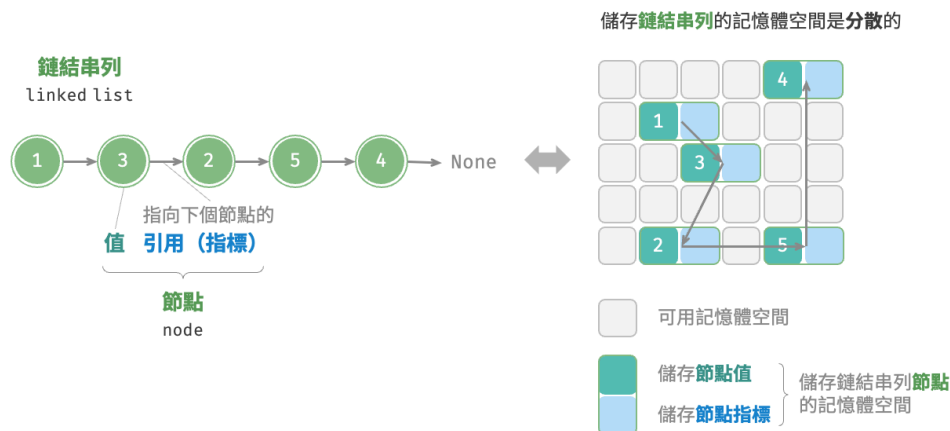 儲存鏈結串列的記憶體空間是分散的
鏈結串列
linked list
1
3
2
5
4
None
指向下個節點的
值
引用（指標）
節點
node
4
1
3
2
5
可用記憶體空間
儲存節點值
儲存節點指標
儲存鏈結串列節點
的記憶體空間